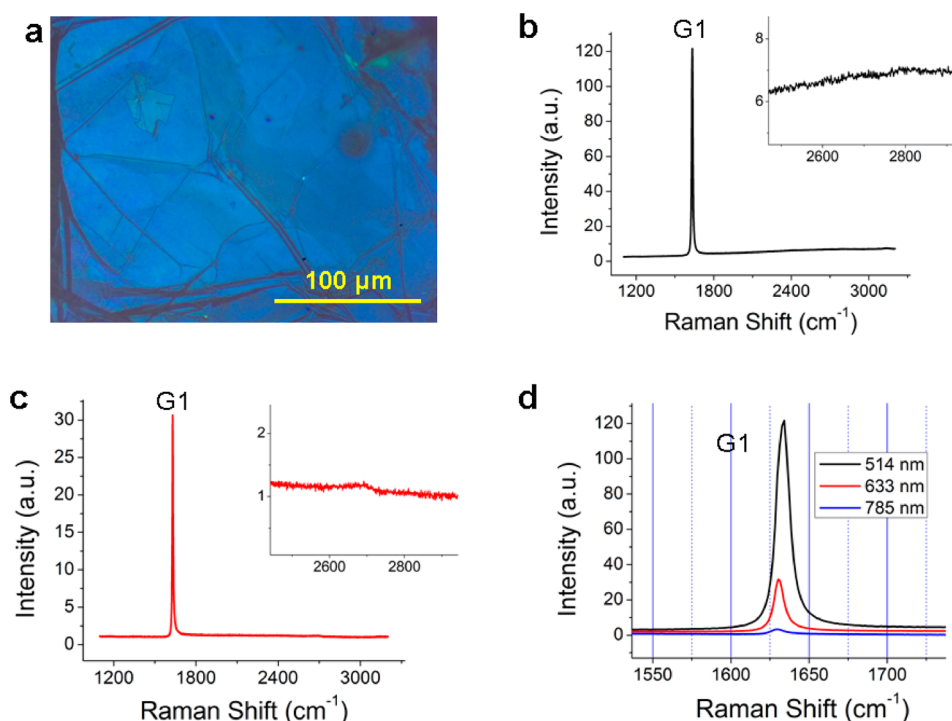 a
100 µm
b
G1
Intensity (a.u.)
120
100
80
60
40
20
0
1200
1800
2400
3000
Raman Shift (cm⁻¹)
8
6
2600
2800
c
G1
Intensity (a.u.)
30
25
20
15
10
5
0
1200
1800
2400
3000
Raman Shift (cm⁻¹)
2
1
2600
2800
d
G1
Intensity (a.u.)
120
100
80
60
40
20
0
1550
1600
1650
1700
Raman Shift (cm⁻¹)
514 nm
633 nm
785 nm